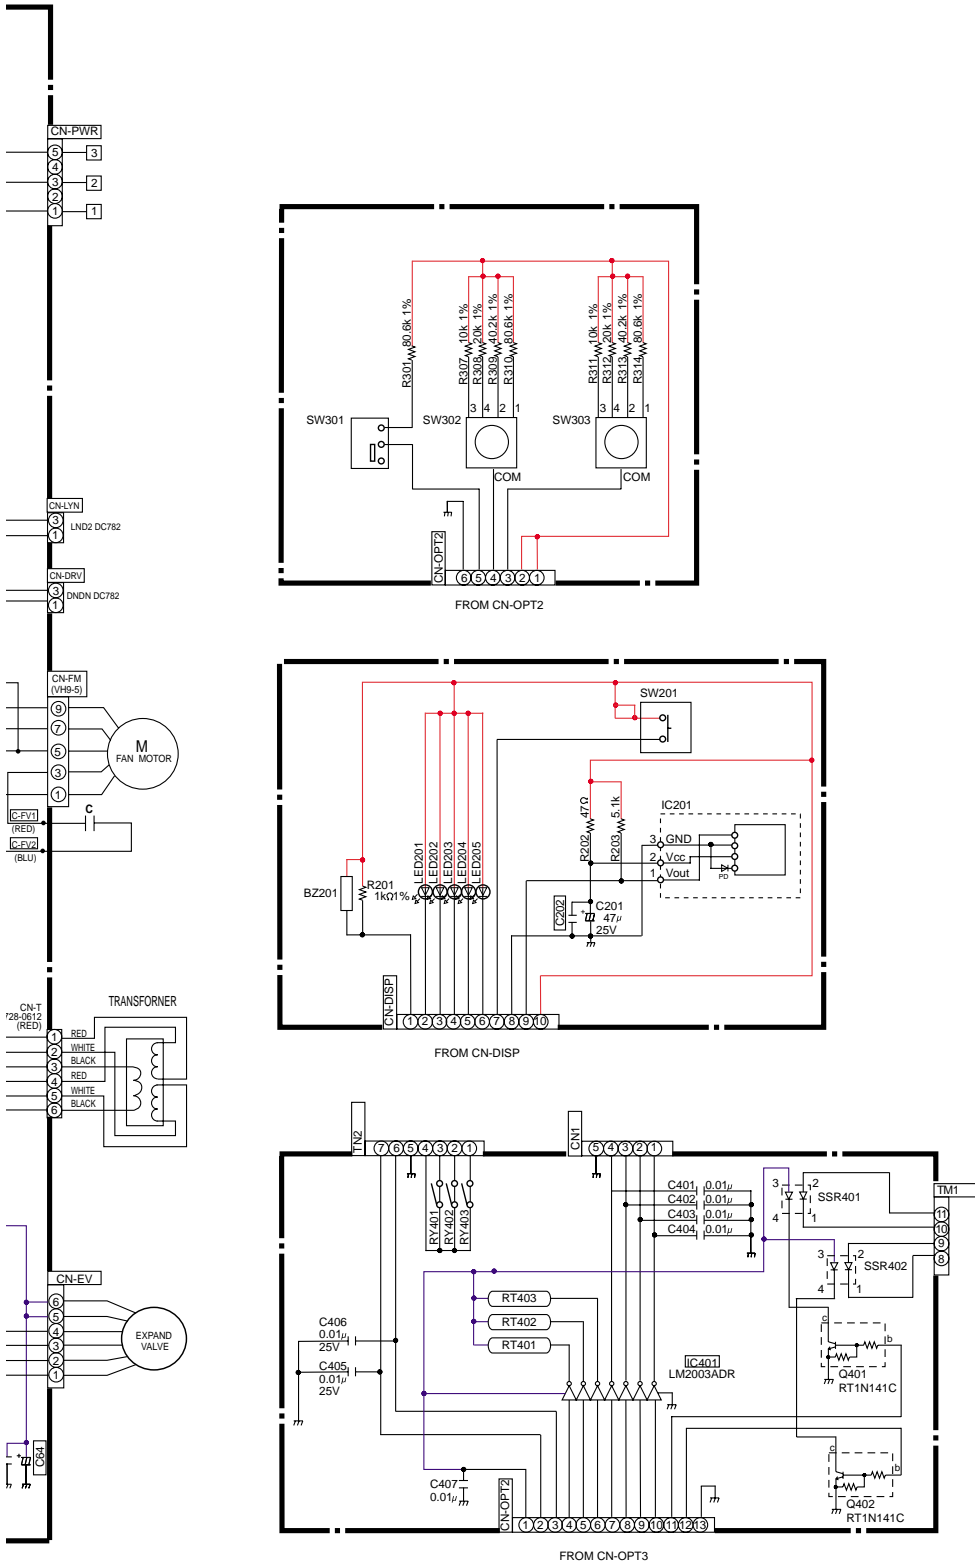 CN-PWR
5 3
4
3 2
2
1 1
CN-LYN
3
LND2 DC782
1
CN-DRV
3
DNDN DC782
1
CN-FM
(VH9-5)
9
7
5
3
1
M
FAN MOTOR
C-FV1
(RED)
C
C-FV2
(BLU)
CN-T
728-0612
(RED)
TRANSFORNER
1 RED
2 WHITE
3 BLACK
4 RED
5 WHITE
6 BLACK
CN-EV
6
5
4
3
2
1
EXPAND
VALVE
+
C64
R301 80.6k 1%
R307 10k 1%
R308 20k 1%
R309 40.2k 1%
R310 80.6k 1%
R311 10k 1%
R312 20k 1%
R313 40.2k 1%
R314 80.6k 1%
SW301
SW302
3 4 2 1
COM
SW303
3 4 2 1
COM
CN-OPT2
6 5 4 3 2 1
FROM CN-OPT2
SW201
R202 47Ω
R203 5.1k
IC201
3 GND
2 Vcc
1 Vout
PD
LED201
LED202
LED203
LED204
LED205
BZ201
R201
1kΩ1%
C202
+
C201
47μ
25V
CN-DISP
1 2 3 4 5 6 7 8 9 10
FROM CN-DISP
TN2
7 6 5 4 3 2 1
CN1
5 4 3 2 1
RY401
RY402
RY403
C401 0.01μ
C402 0.01μ
C403 0.01μ
C404 0.01μ
3 2
SSR401
4 1
3 2
SSR402
4 1
TM1
11
10
9
8
RT403
RT402
RT401
C406
0.01μ
25V
C405
0.01μ
25V
IC401
LM2003ADR
c
b
Q401
RT1N141C
c
b
Q402
RT1N141C
C407
0.01μ
CN-OPT2
1 2 3 4 5 6 7 8 9 10 11 12 13
FROM CN-OPT3